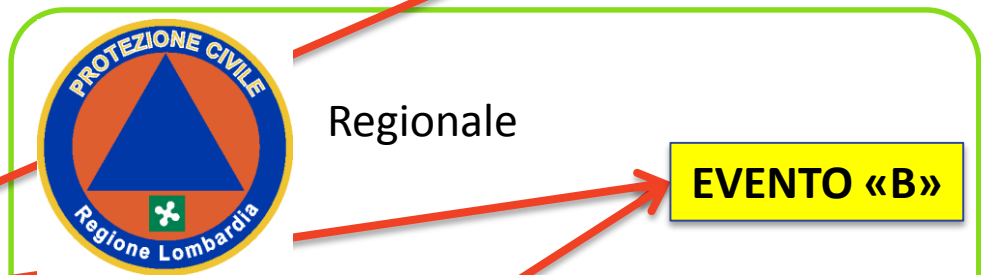 PROTEZIONE CIVILE
Regione Lombardia
Regionale
EVENTO «B»